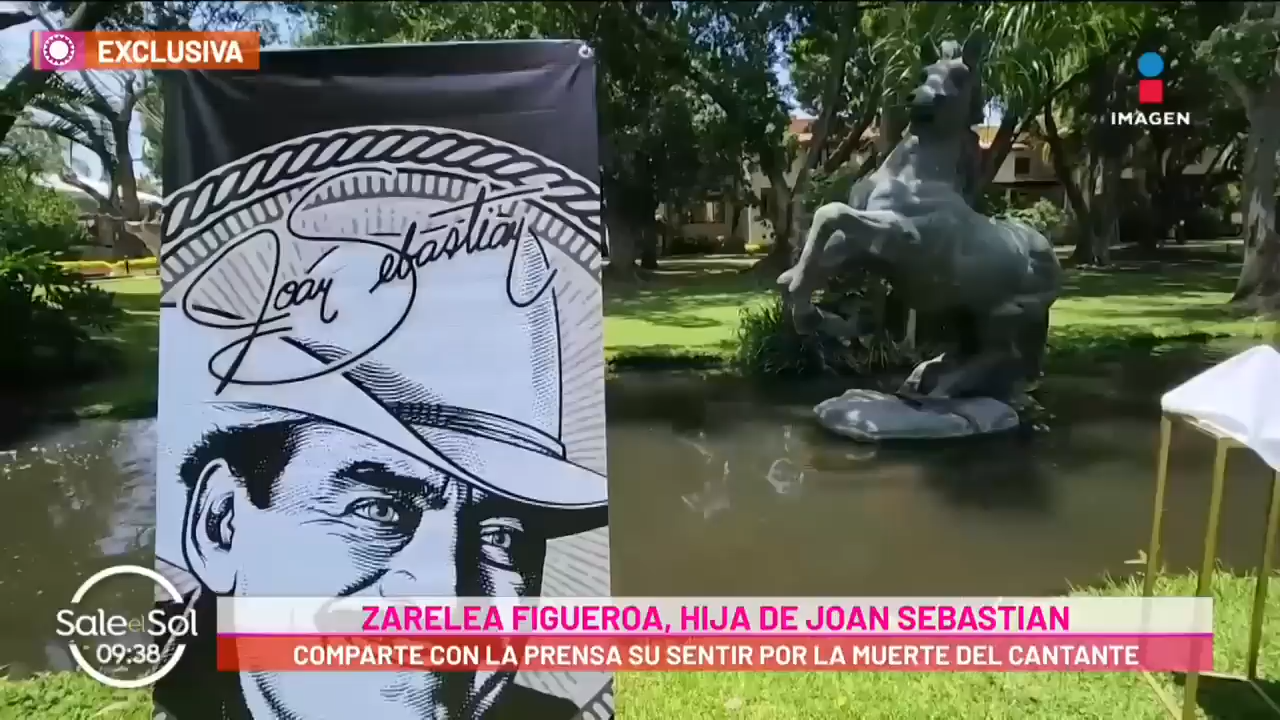 EXCLUSIVA
IMAGEN
Joan Sebastian
ZARELEA FIGUEROA, HIJA DE JOAN SEBASTIAN
COMPARTE CON LA PRENSA SU SENTIR POR LA MUERTE DEL CANTANTE
Sale el Sol
09:38